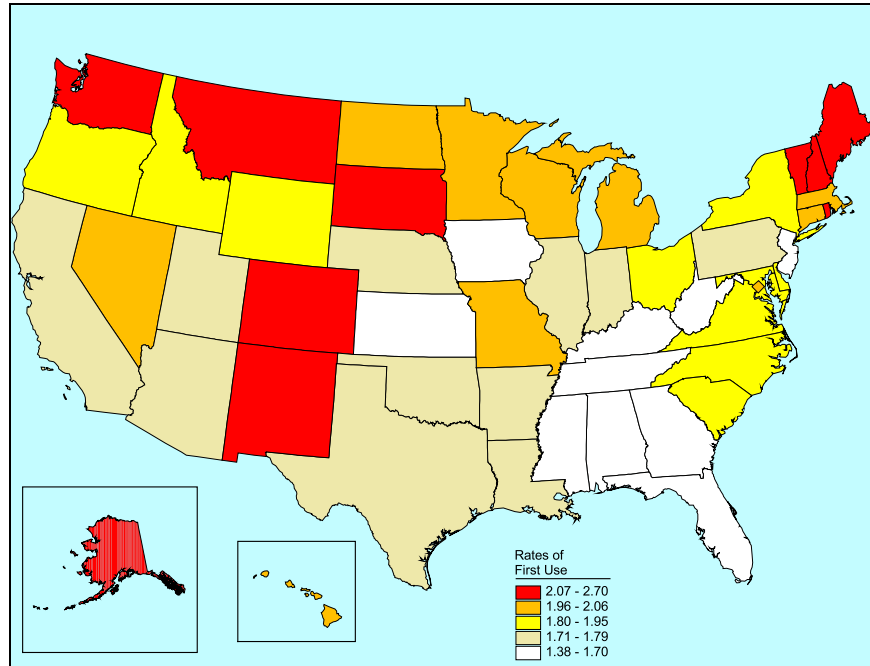 Rates of
First Use
2.07 - 2.70
1.96 - 2.06
1.80 - 1.95
1.71 - 1.79
1.38 - 1.70